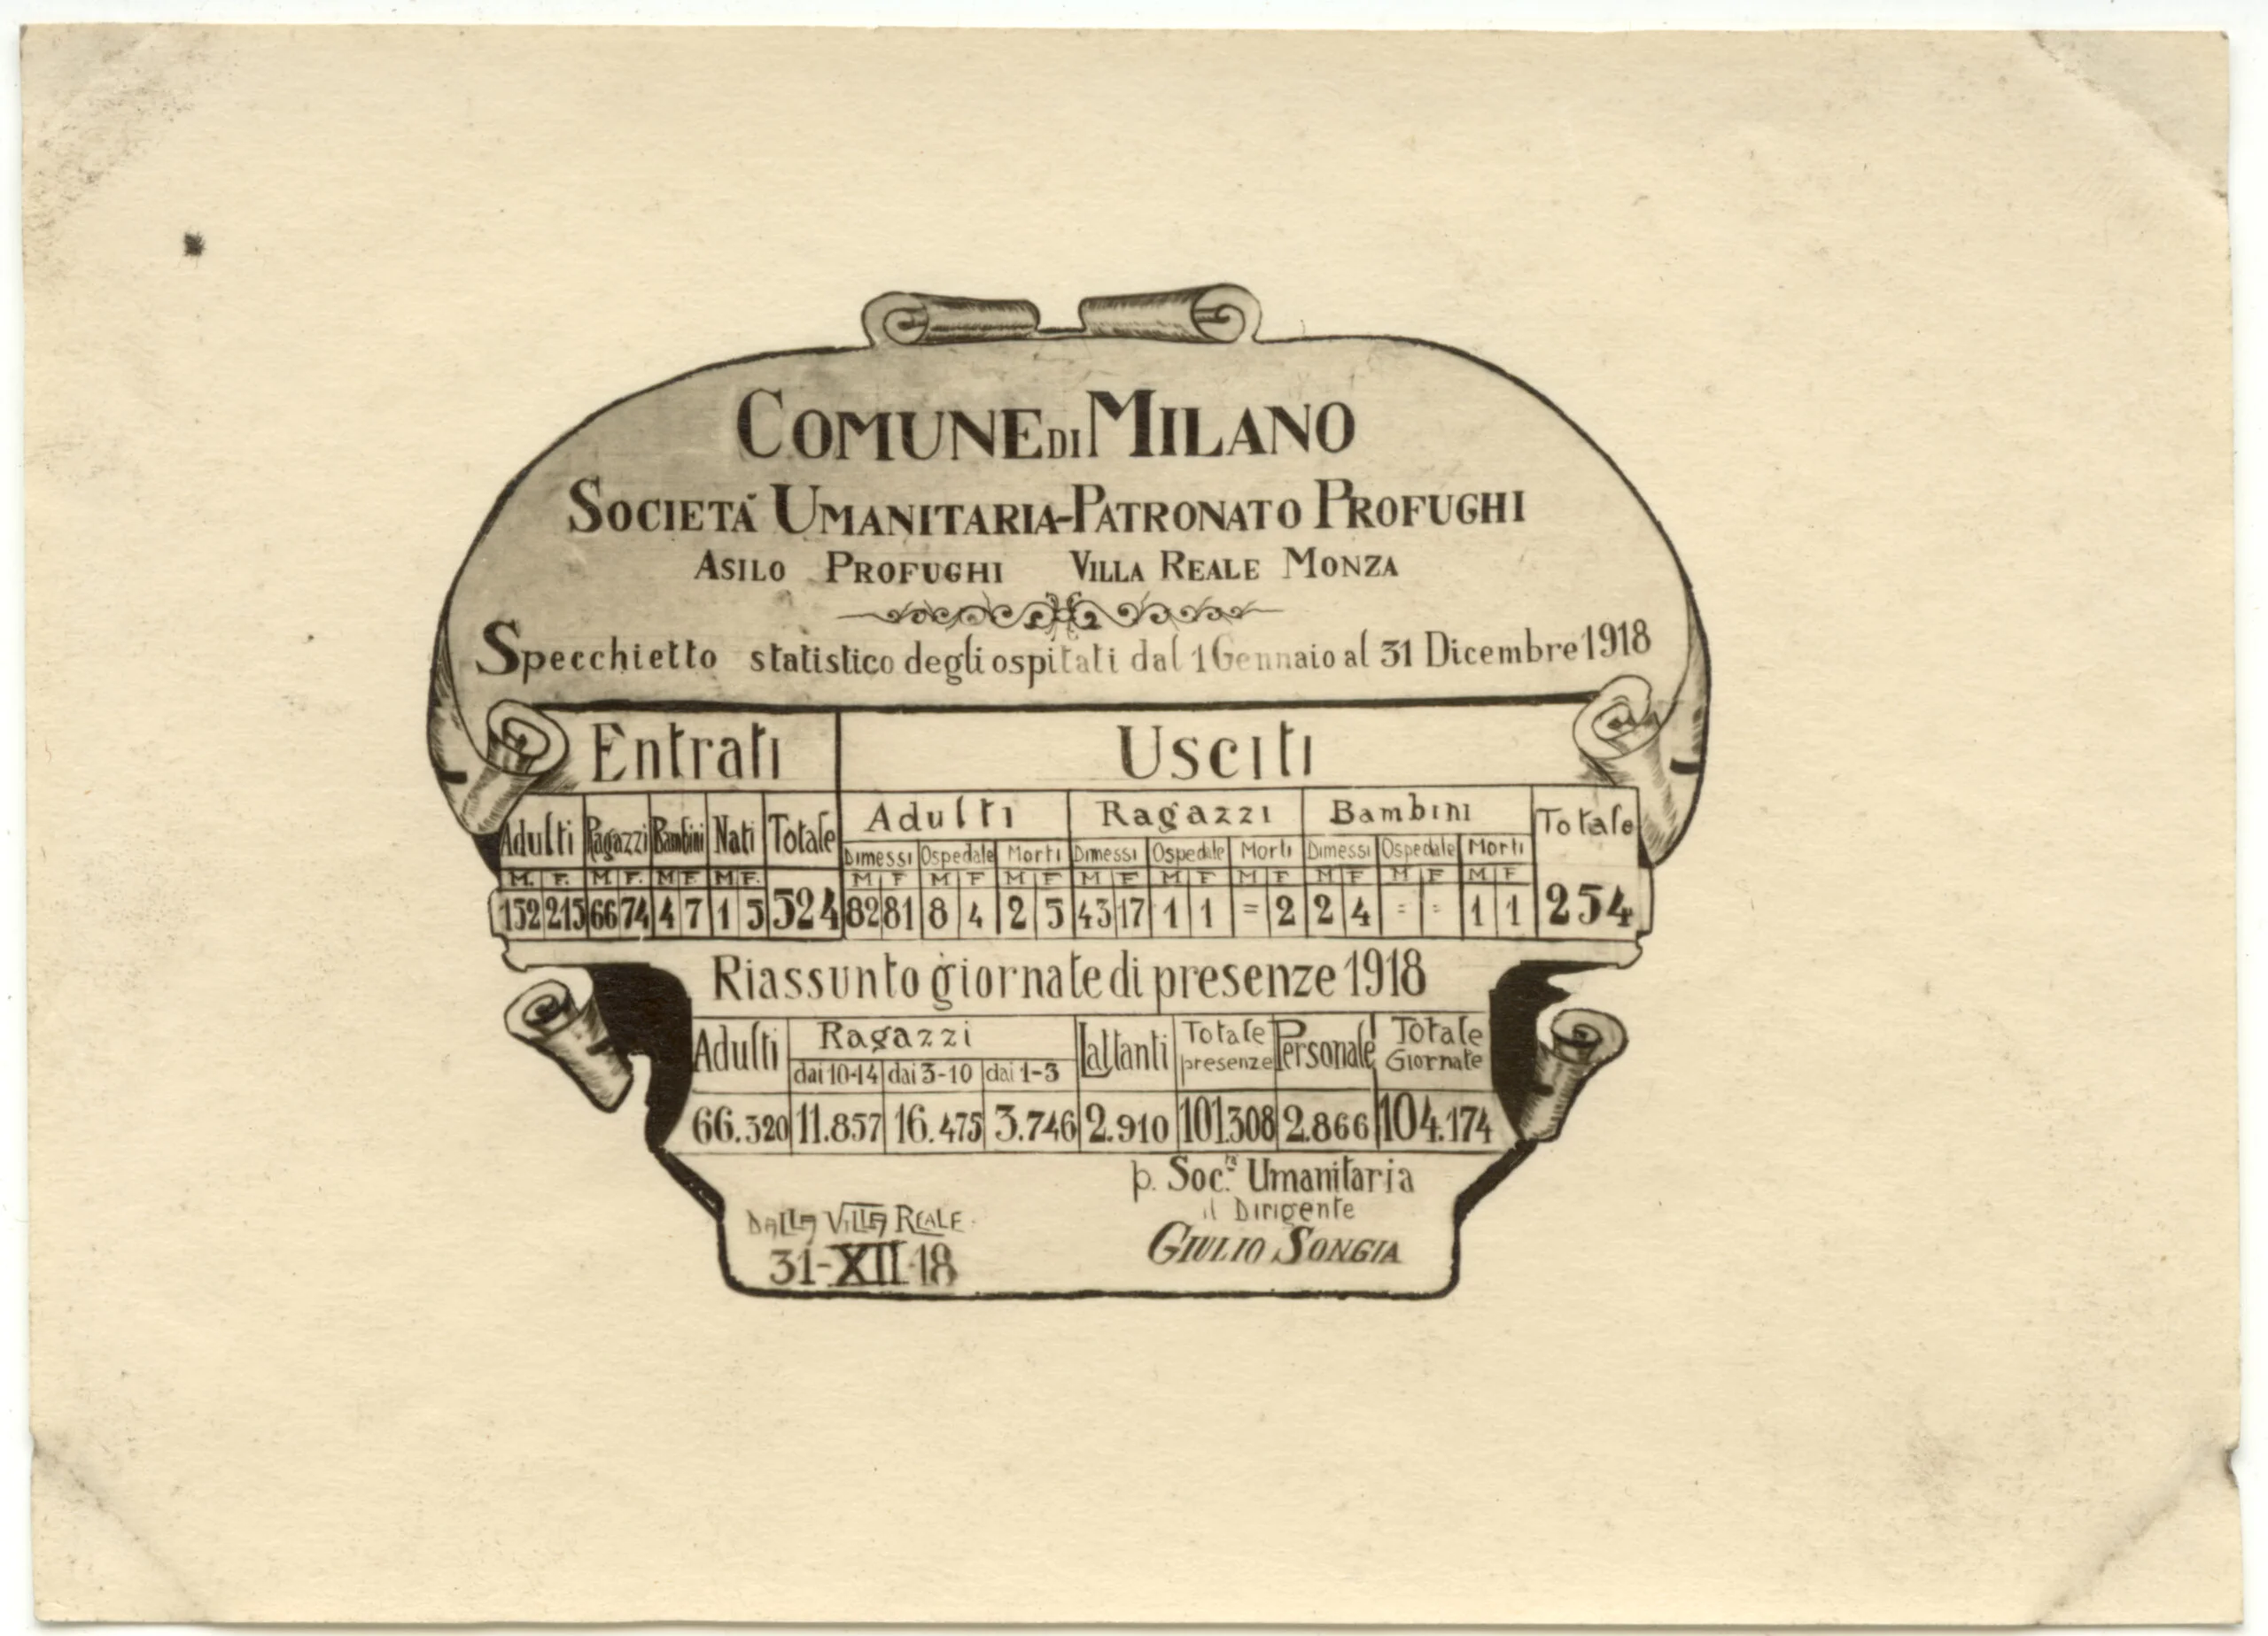 COMUNE DI MILANO
SOCIETÀ UMANITARIA-PATRONATO PROFUGHI
ASILO PROFUGHI VILLA REALE MONZA
Specchietto statistico degli ospitati dal 1 Gennaio al 31 Dicembre 1918
Entrati Usciti
Adulti Ragazzi Bambini Nati Totale Adulti Ragazzi Bambini Totale
Dimessi Ospedale Morti Dimessi Ospedale Morti Dimessi Ospedale Morti
M. F. M. F. M F. M F. M F M F M F M F M F M F M F M F M F
152 215 66 74 4 7 1 5 524 82 81 8 4 2 5 43 17 1 1 = 2 2 4 = = 1 1 254
Riassunto giornate di presenze 1918
Adulti Ragazzi Lattanti Totale presenze Personale Totale Giornate
dai 10-14 dai 3-10 dai 1-3
66.320 11.857 16.475 3.746 2.910 101.308 2.866 104.174
p. Soc.tà Umanitaria
il Dirigente
GIULIO SONGIA
DALLA VILLA REALE
31-XII-18